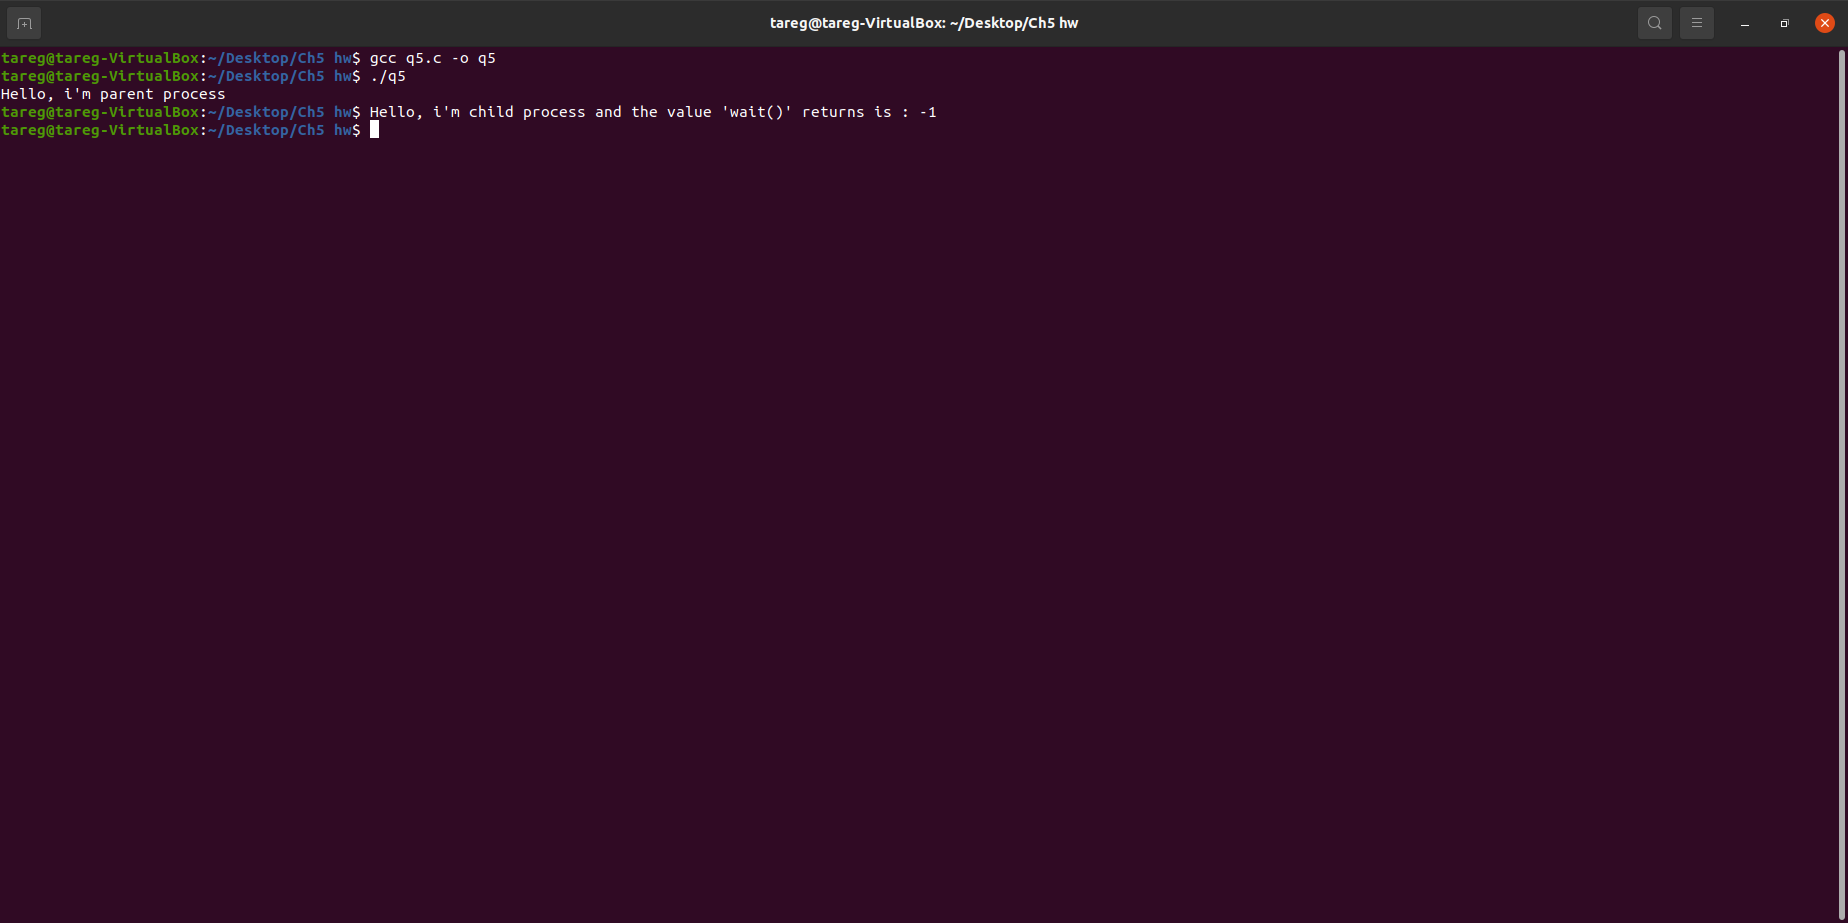 tareg@tareg-VirtualBox: ~/Desktop/Ch5 hw
tareg@tareg-VirtualBox:~/Desktop/Ch5 hw$ gcc q5.c -o q5
tareg@tareg-VirtualBox:~/Desktop/Ch5 hw$ ./q5
Hello, i'm parent process
tareg@tareg-VirtualBox:~/Desktop/Ch5 hw$ Hello, i'm child process and the value 'wait()' returns is : -1
tareg@tareg-VirtualBox:~/Desktop/Ch5 hw$